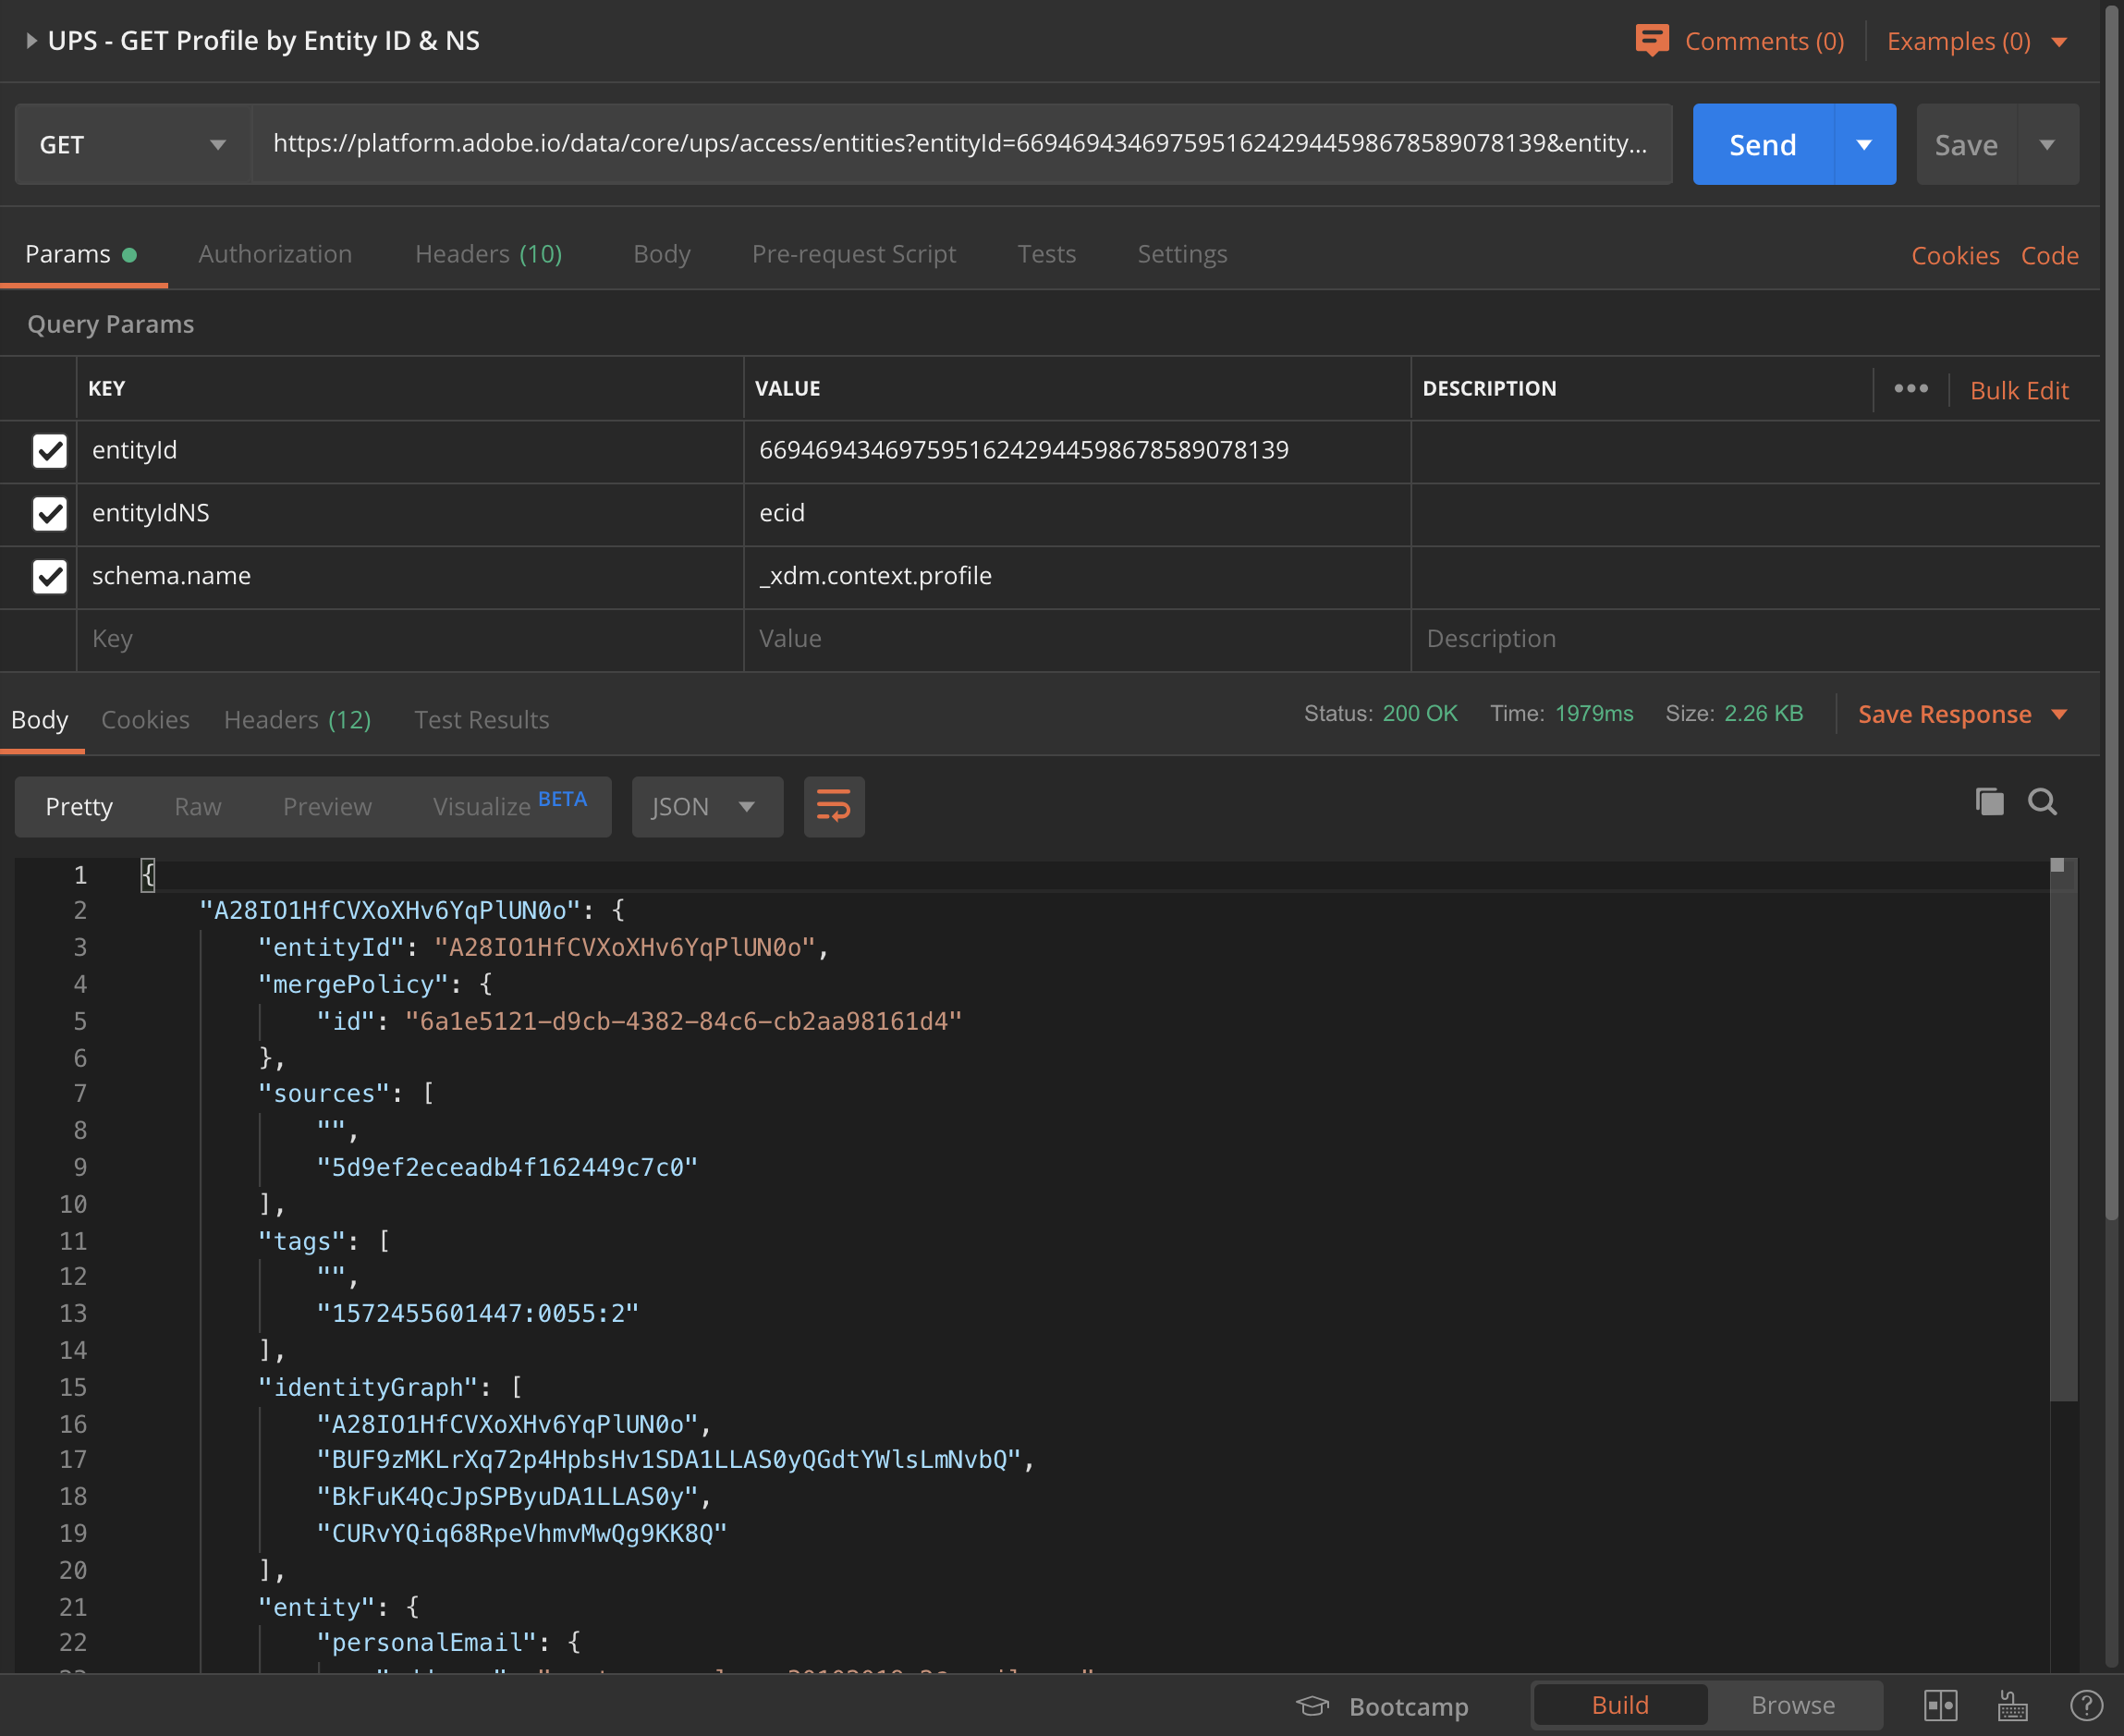 UPS - GET Profile by Entity ID & NS
Comments (0)
Examples (0)
GET
https://platform.adobe.io/data/core/ups/access/entities?entityId=66946943469759516242944598678589078139&entity...
Send
Save
Params
Authorization
Headers (10)
Body
Pre-request Script
Tests
Settings
Cookies
Code
Query Params
KEY
VALUE
DESCRIPTION
Bulk Edit
entityId
66946943469759516242944598678589078139
entityIdNS
ecid
schema.name
_xdm.context.profile
Key
Value
Description
Body
Cookies
Headers (12)
Test Results
Status: 200 OK
Time: 1979ms
Size: 2.26 KB
Save Response
Pretty
Raw
Preview
Visualize BETA
JSON
1 {
2 "A28IO1HfCVXoXHv6YqPlUN0o": {
3 "entityId": "A28IO1HfCVXoXHv6YqPlUN0o",
4 "mergePolicy": {
5 "id": "6a1e5121-d9cb-4382-84c6-cb2aa98161d4"
6 },
7 "sources": [
8 "",
9 "5d9ef2eceadb4f162449c7c0"
10 ],
11 "tags": [
12 "",
13 "1572455601447:0055:2"
14 ],
15 "identityGraph": [
16 "A28IO1HfCVXoXHv6YqPlUN0o",
17 "BUF9zMKLrXq72p4HpbsHv1SDA1LLAS0yQGdtYWlsLmNvbQ",
18 "BkFuK4QcJpSPByuDA1LLAS0y",
19 "CURvYQiq68RpeVhmvMwQg9KK8Q"
20 ],
21 "entity": {
22 "personalEmail": {
Bootcamp
Build
Browse